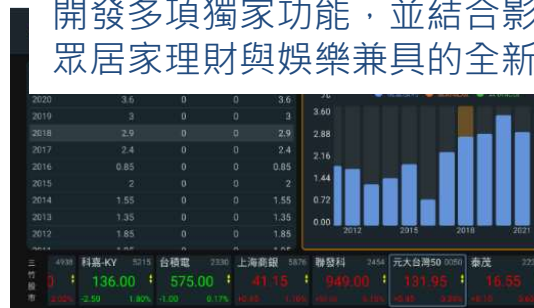 開發多項獨家功能，並結合影
眾居家理財與娛樂兼具的全新
2020 3.6 0 0 3.6
2019 3 0 0 3
2018 2.9 0 0 2.9
2017 2.4 0 0 2.4
2016 0.85 0 0 0.85
2015 2 0 0 2
2014 1.55 0 0 1.55
2013 1.35 0 0 1.35
2012 1.85 0 0 1.85
3.60
2.88
2.16
1.44
0.72
0.00
2012 2015 2018 2021
三竹股市
4938 科嘉-KY 5215 台積電 2330 上海商銀 5876 聯發科 2454 元大台灣50 0050 泰茂
136.00 575.00 41.15 949.00 131.95 16.55
-2.50 1.80% -1.00 0.17%